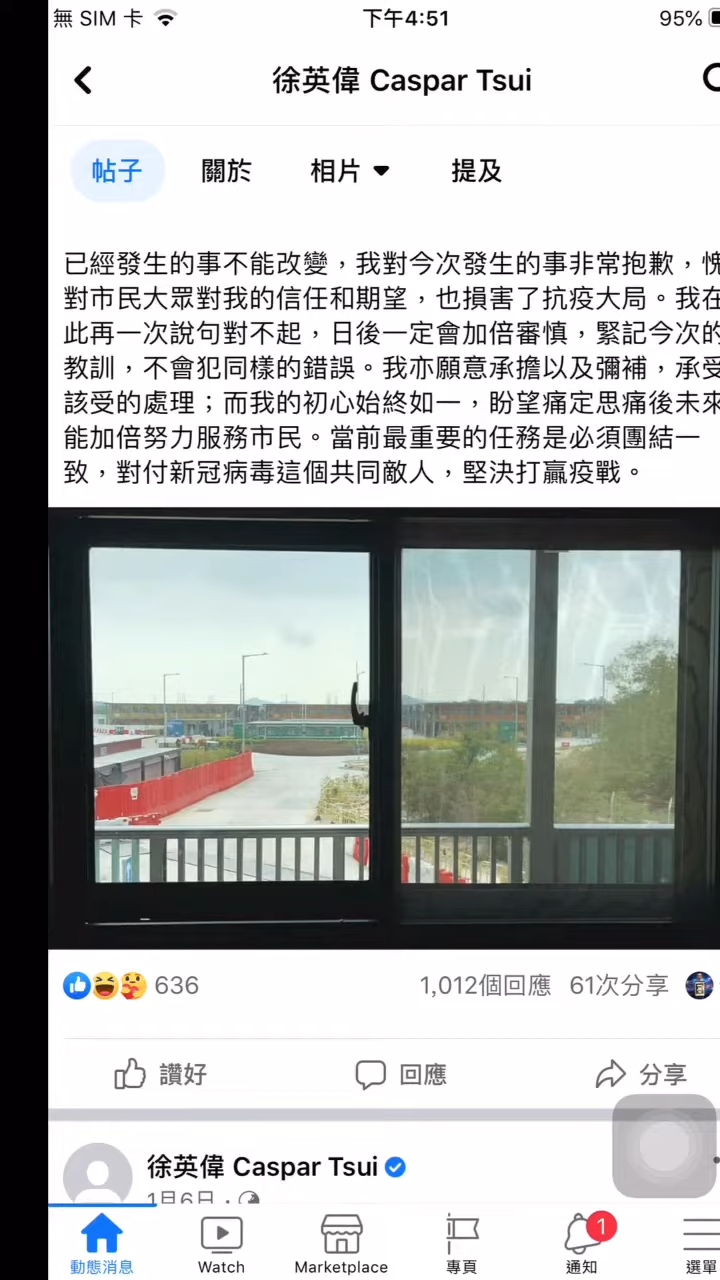 無 SIM 卡
下午4:51
95%
徐英偉 Caspar Tsui
帖子
關於
相片
提及
已經發生的事不能改變，我對今次發生的事非常抱歉，愧
對市民大眾對我的信任和期望，也損害了抗疫大局。我在
此再一次說句對不起，日後一定會加倍審慎，緊記今次的
教訓，不會犯同樣的錯誤。我亦願意承擔以及彌補，承受
該受的處理；而我的初心始終如一，盼望痛定思痛後未來
能加倍努力服務市民。當前最重要的任務是必須團結一
致，對付新冠病毒這個共同敵人，堅決打贏疫戰。
636
1,012個回應
61次分享
讚好
回應
分享
徐英偉 Caspar Tsui
1月6日
動態消息
Watch
Marketplace
專頁
通知
1
選單